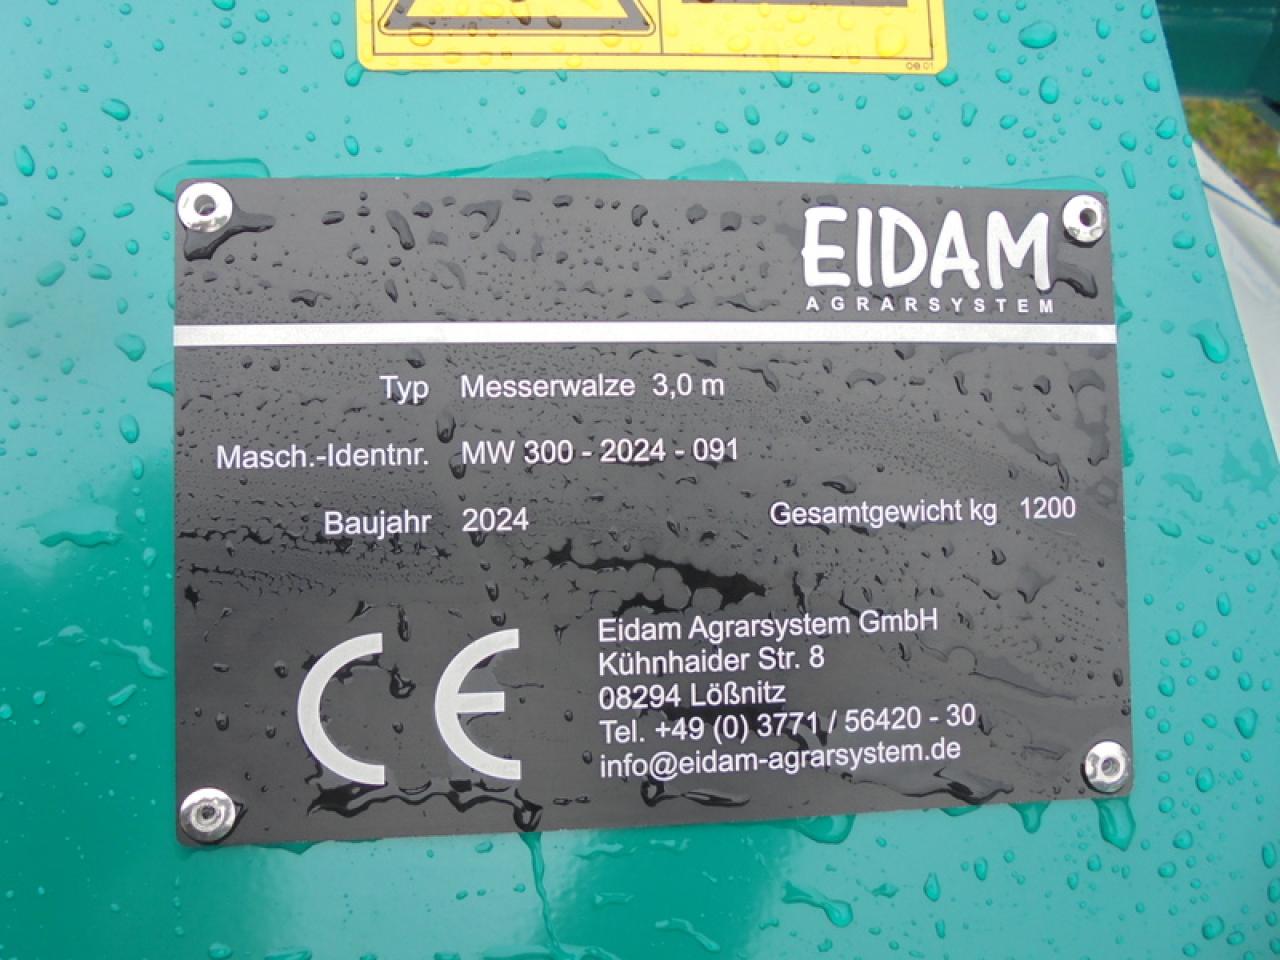 EIDAM
AGRARSYSTEM
Typ Messerwalze 3,0 m
Masch.-Identnr. MW 300 - 2024 - 091
Baujahr 2024 Gesamtgewicht kg 1200
CE
Eidam Agrarsystem GmbH
Kühnhaider Str. 8
08294 Lößnitz
Tel. +49 (0) 3771 / 56420 - 30
info@eidam-agrarsystem.de